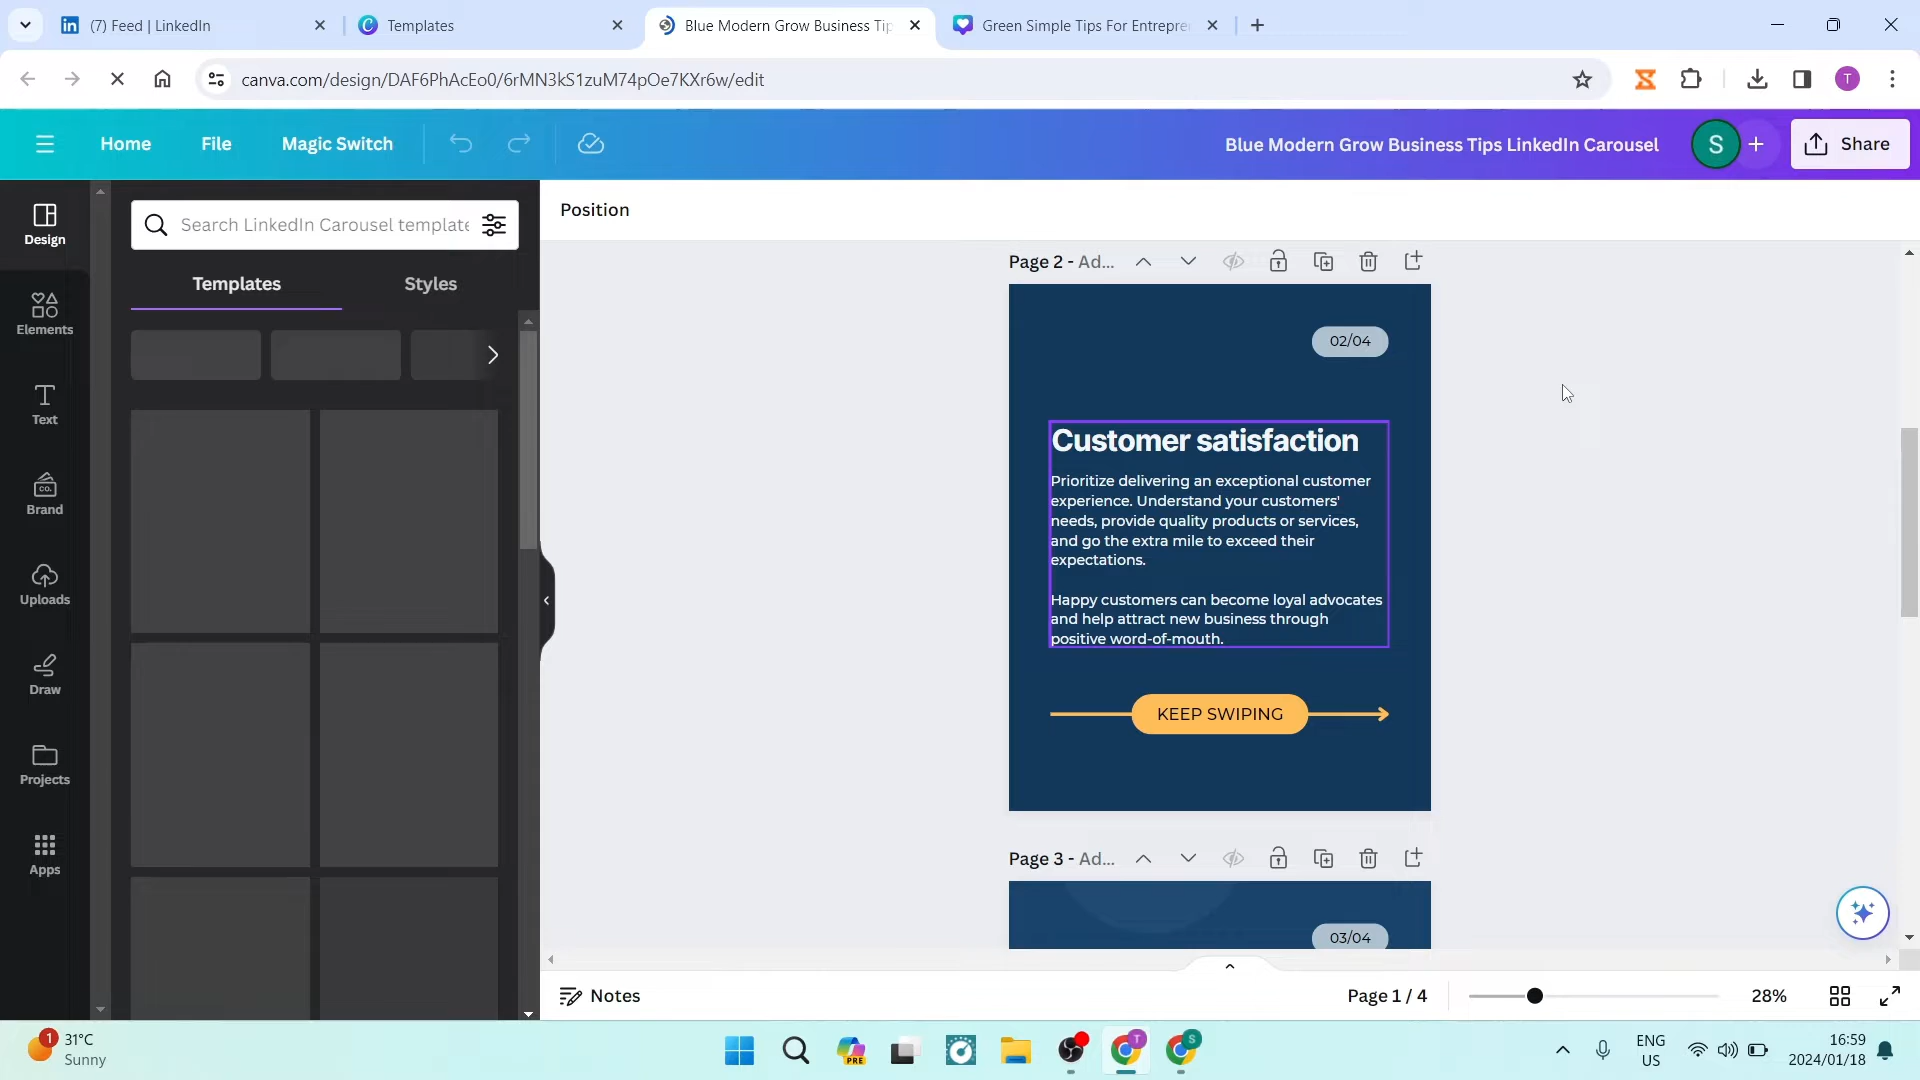 (7) Feed | LinkedIn
Templates
Blue Modern Grow Business Tip
Green Simple Tips For Entrepre
canva.com/design/DAF6PhAcEo0/6rMN3kS1zuM74pOe7KXr6w/edit
T
Home
File
Magic Switch
Blue Modern Grow Business Tips LinkedIn Carousel
S
Share
Design
Elements
Text
Brand
Uploads
Draw
Projects
Apps
Search LinkedIn Carousel template
Templates
Styles
Position
Page 2 - Ad...
02/04
Customer satisfaction
Prioritize delivering an exceptional customer
experience. Understand your customers'
needs, provide quality products or services,
and go the extra mile to exceed their
expectations.
Happy customers can become loyal advocates
and help attract new business through
positive word-of-mouth.
KEEP SWIPING
Page 3 - Ad...
03/04
Notes
Page 1 / 4
28%
1
31°C
Sunny
PRE
T
S
ENG
US
16:59
2024/01/18